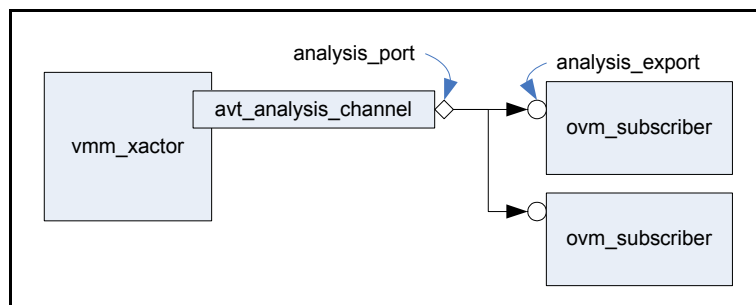 analysis_port
analysis_export
avt_analysis_channel
vmm_xactor
ovm_subscriber
ovm_subscriber